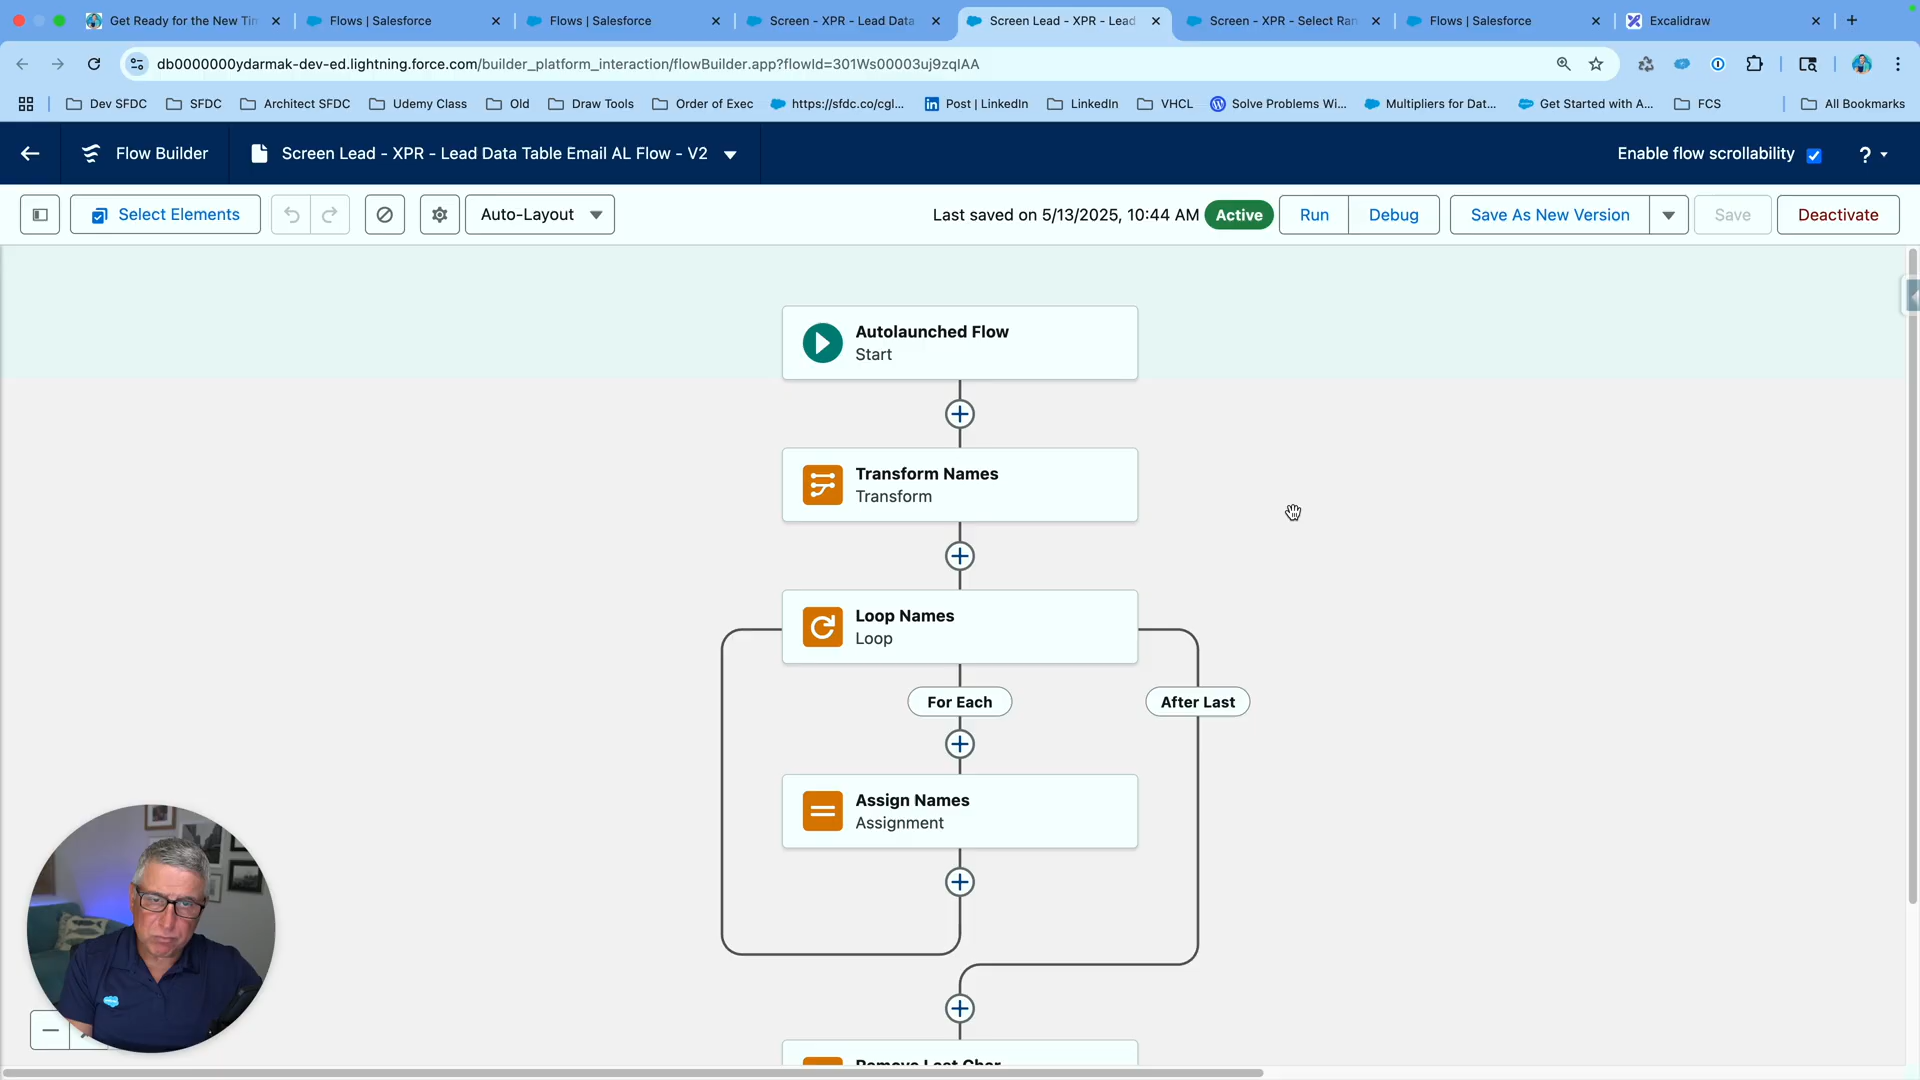 Get Ready for the New Tin
Flows | Salesforce
Flows | Salesforce
Screen - XPR - Lead Data
Screen Lead - XPR - Lead
Screen - XPR - Select Ran
Flows | Salesforce
Excalidraw
db0000000ydarmak-dev-ed.lightning.force.com/builder_platform_interaction/flowBuilder.app?flowId=301Ws00003uj9zqIAA
Dev SFDC
SFDC
Architect SFDC
Udemy Class
Old
Draw Tools
Order of Exec
https://sfdc.co/cgl...
Post | LinkedIn
LinkedIn
VHCL
Solve Problems Wi...
Multipliers for Dat...
Get Started with A...
FCS
All Bookmarks
Flow Builder
Screen Lead - XPR - Lead Data Table Email AL Flow - V2
Enable flow scrollability
?
Select Elements
Auto-Layout
Last saved on 5/13/2025, 10:44 AM
Active
Run
Debug
Save As New Version
Save
Deactivate
Autolaunched Flow
Start
Transform Names
Transform
Loop Names
Loop
For Each
After Last
Assign Names
Assignment
Remove Last Char